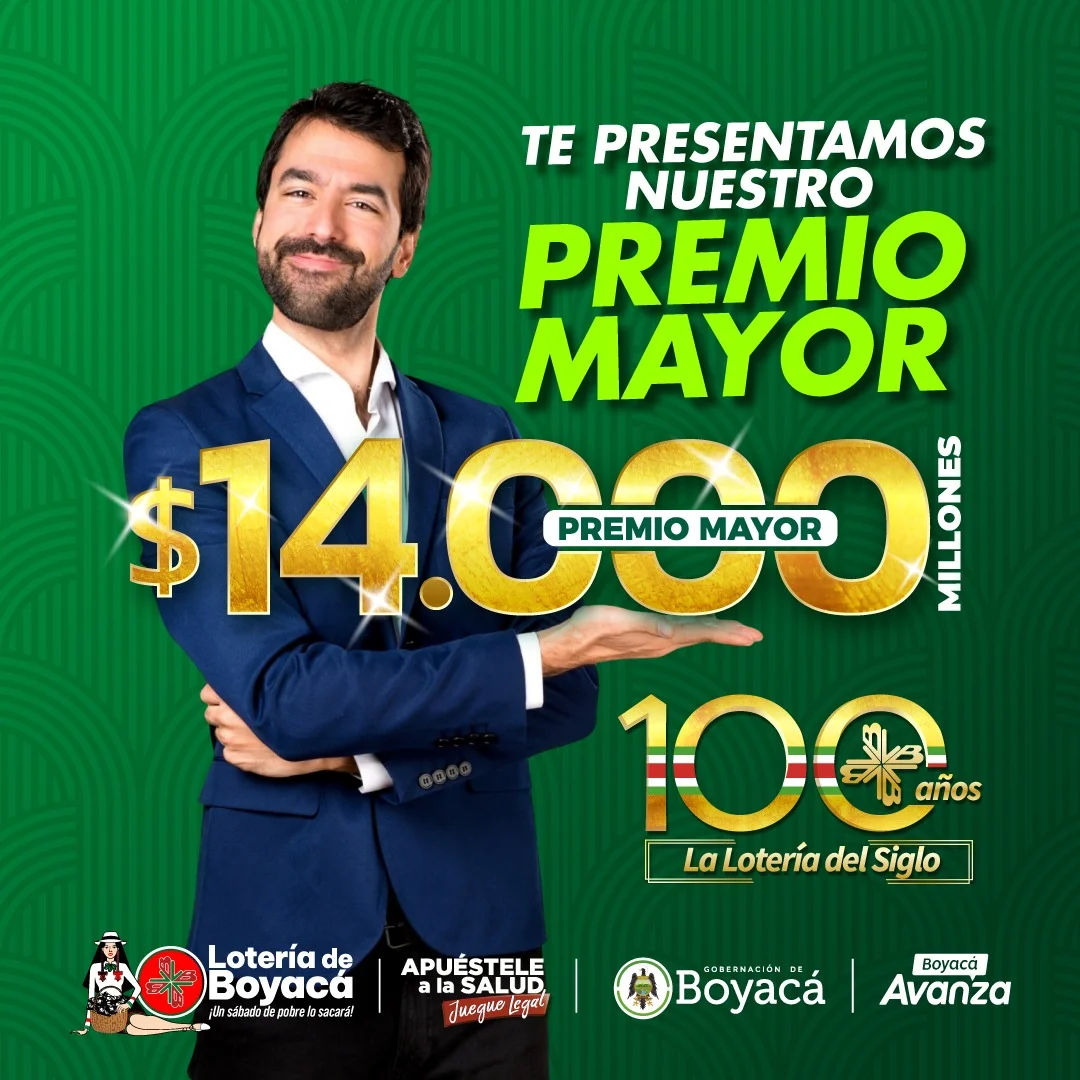 TE PRESENTAMOS
NUESTRO
PREMIO
MAYOR
$14.000
MILLONES
PREMIO MAYOR
100 años
La Lotería del Siglo
Lotería de
Boyacá
¡Un sábado de pobre lo sacará!
APUÉSTELE
a la SALUD
Juegue Legal
GOBERNACIÓN DE
Boyacá
Boyacá
Avanza